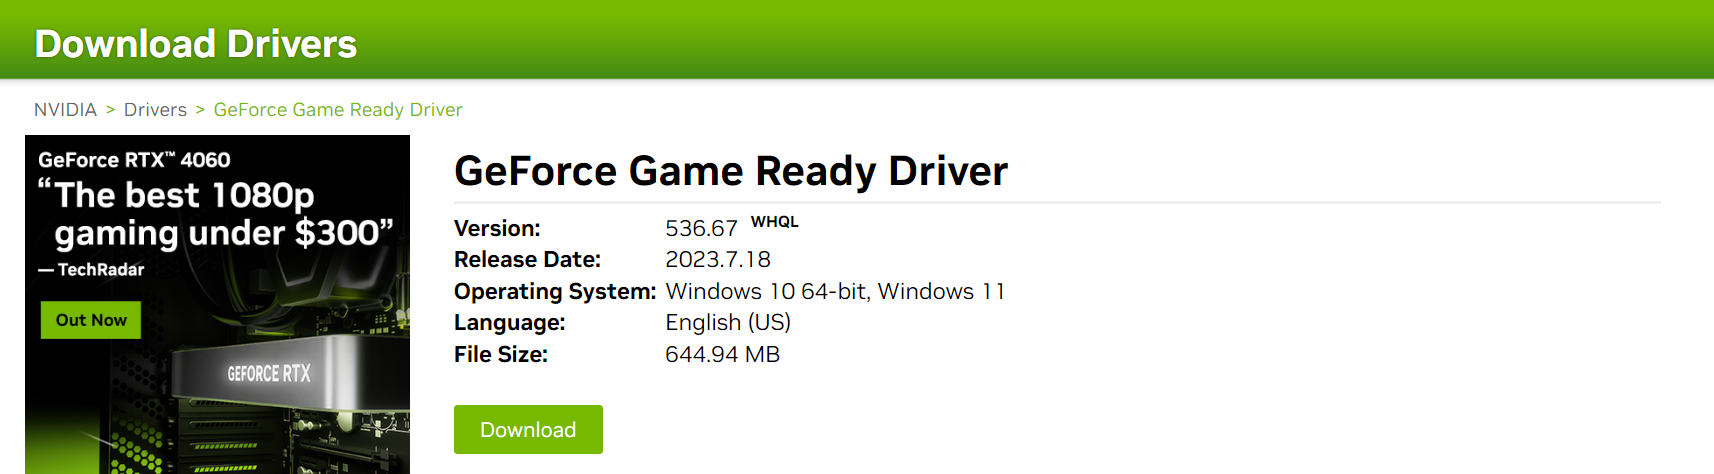 Download Drivers
NVIDIA > Drivers > GeForce Game Ready Driver
GeForce RTX™ 4060
“The best 1080p
gaming under $300”
— TechRadar
Out Now
GEFORCE RTX
GeForce Game Ready Driver
Version: 536.67 WHQL
Release Date: 2023.7.18
Operating System: Windows 10 64-bit, Windows 11
Language: English (US)
File Size: 644.94 MB
Download